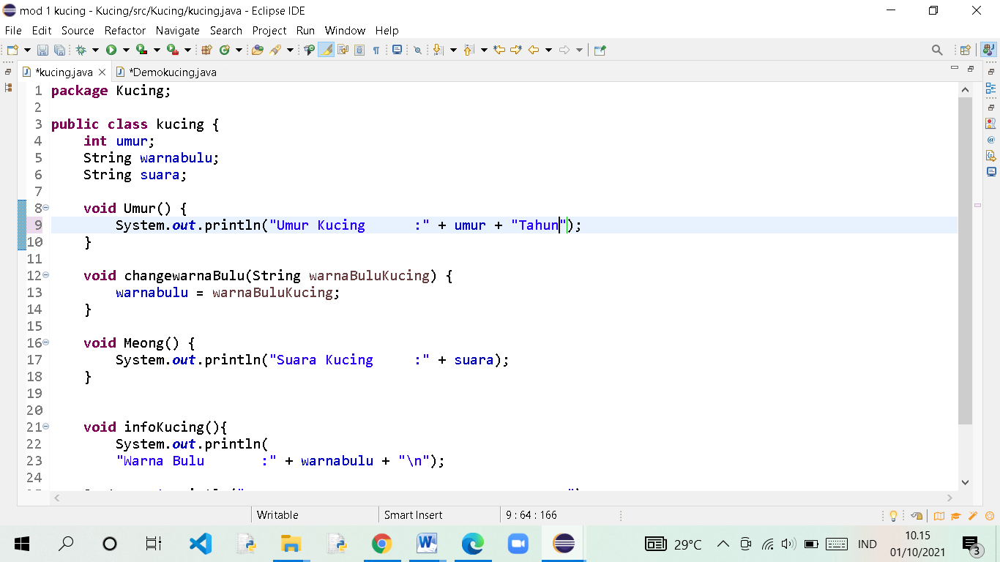 mod 1 kucing - Kucing/src/Kucing/kucing.java - Eclipse IDE
File Edit Source Refactor Navigate Search Project Run Window Help
*kucing.java *Demokucing.java
1 package Kucing;
2
3 public class kucing {
4 int umur;
5 String warnabulu;
6 String suara;
7
8 void Umur() {
9 System.out.println("Umur Kucing      :" + umur + "Tahun");
10 }
11
12 void changewarnaBulu(String warnaBuluKucing) {
13 warnabulu = warnaBuluKucing;
14 }
15
16 void Meong() {
17 System.out.println("Suara Kucing     :" + suara);
18 }
19
20
21 void infoKucing(){
22 System.out.println(
23 "Warna Bulu       :" + warnabulu + "\n");
24
Writable Smart Insert 9 : 64 : 166
29°C IND 10.15
01/10/2021 3